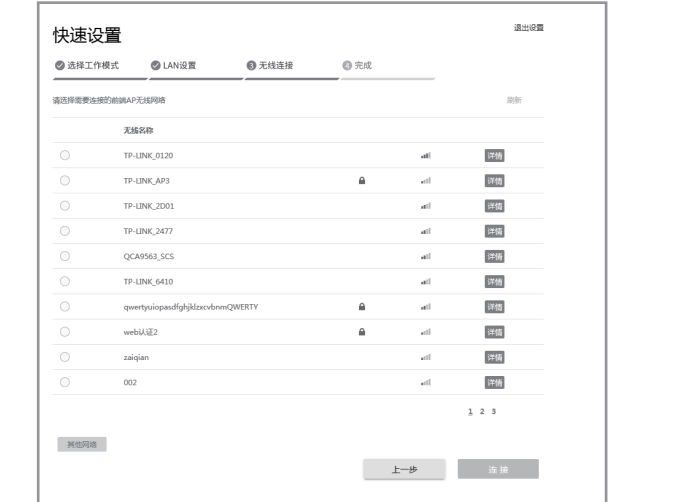 快速设置
退出设置
选择工作模式 LAN设置 3 无线连接 4 完成
请选择需要连接的前端AP无线网络 刷新
无线名称
TP-LINK_0120 详情
TP-LINK_AP3 详情
TP-LINK_2D01 详情
TP-LINK_2477 详情
QCA9563_SCS 详情
TP-LINK_6410 详情
qwertyuiopasdfghjklzxcvbnmQWERTY 详情
web认证2 详情
zaiqian 详情
002 详情
1 2 3
其他网络
上一步 连接